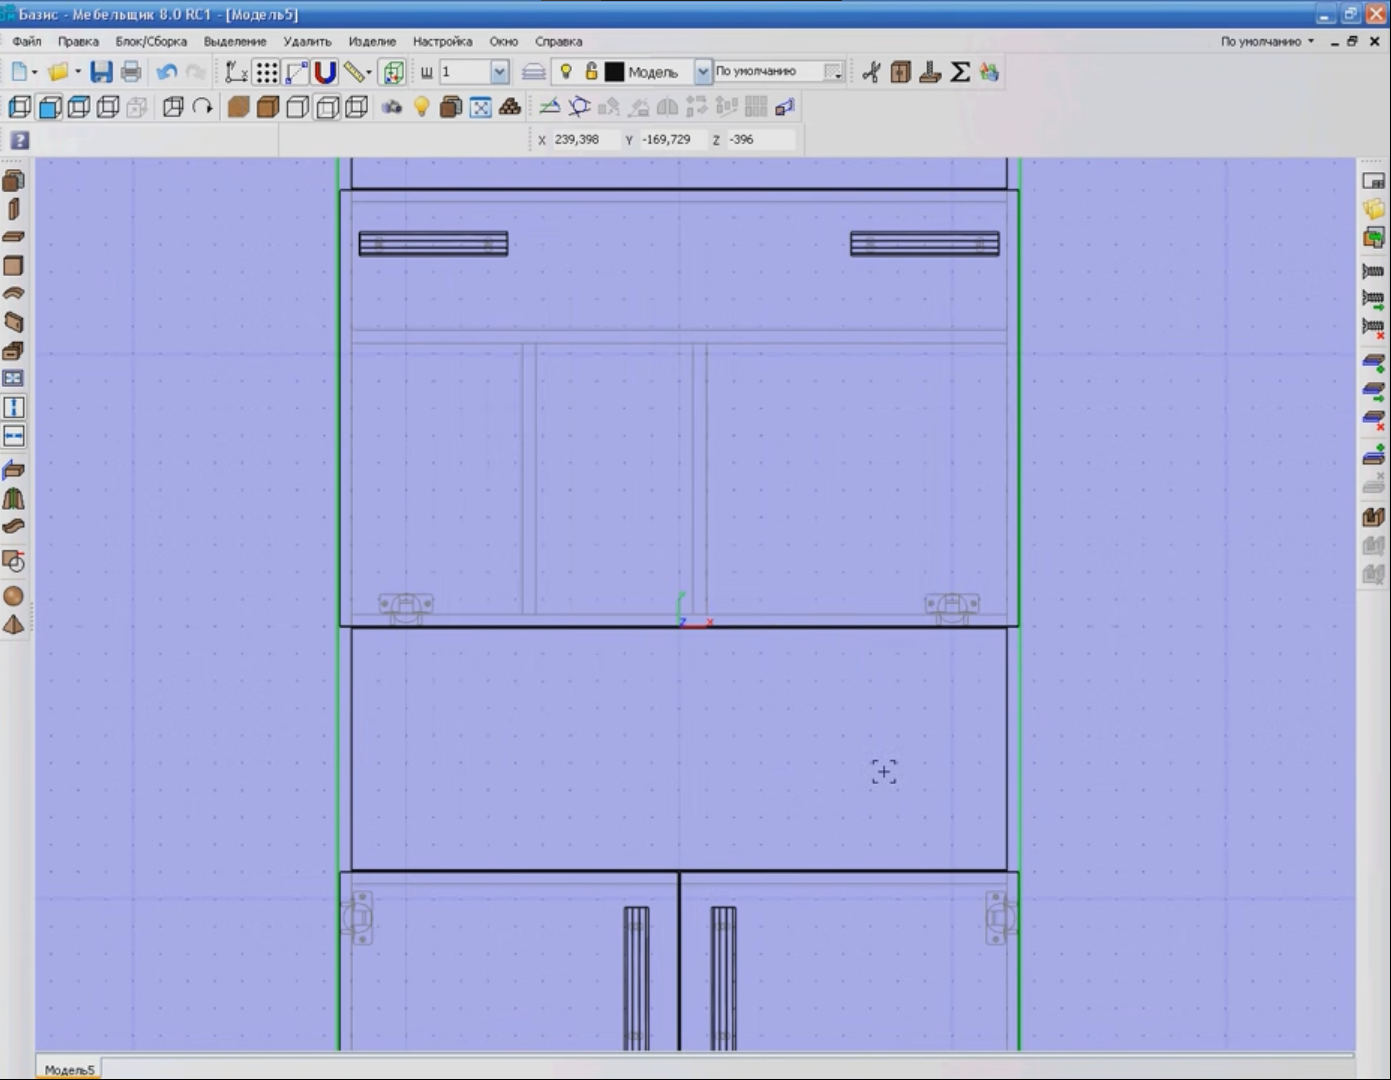 Базис - Мебельщик 8.0 RC1 - [Модель5]
Файл Правка Блок/Сборка Выделение Удалить Изделие Настройка Окно Справка По умолчанию
Ш 1 Модель По умолчанию
X 239,398 Y -169,729 Z -396
Z X
Модель5